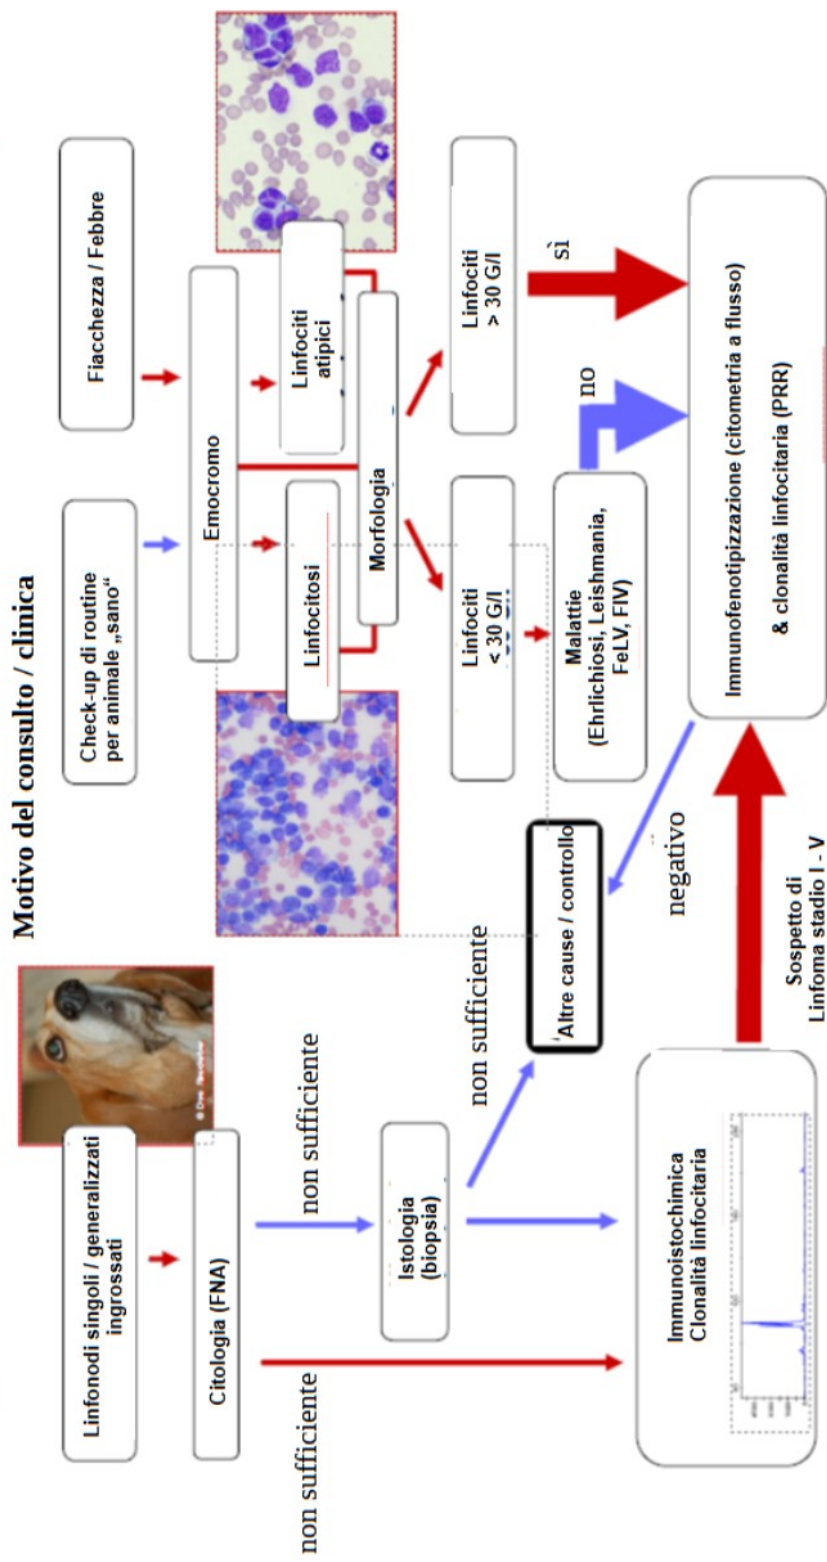 Motivo del consulto / clinica
Linfonodi singoli / generalizzati
ingrossati
Check-up di routine
per animale „sano“
Fiacchezza / Febbre
Citologia (FNA)
Emocromo
Linfocitosi
Linfociti
atipici
Morfologia
non sufficiente
non sufficiente
Istologia
(biopsia)
non sufficiente
Linfociti
< 30 G/l
Linfociti
> 30 G/l
Altre cause / controllo
Malattie
(Ehrlichiosi, Leishmania,
FeLV, FIV)
no
sì
negativo
Immunoistochimica
Clonalità linfocitaria
Sospetto di
Linfoma stadio I - V
Immunofenotipizzazione (citometria a flusso)
& clonalità linfocitaria (PRR)